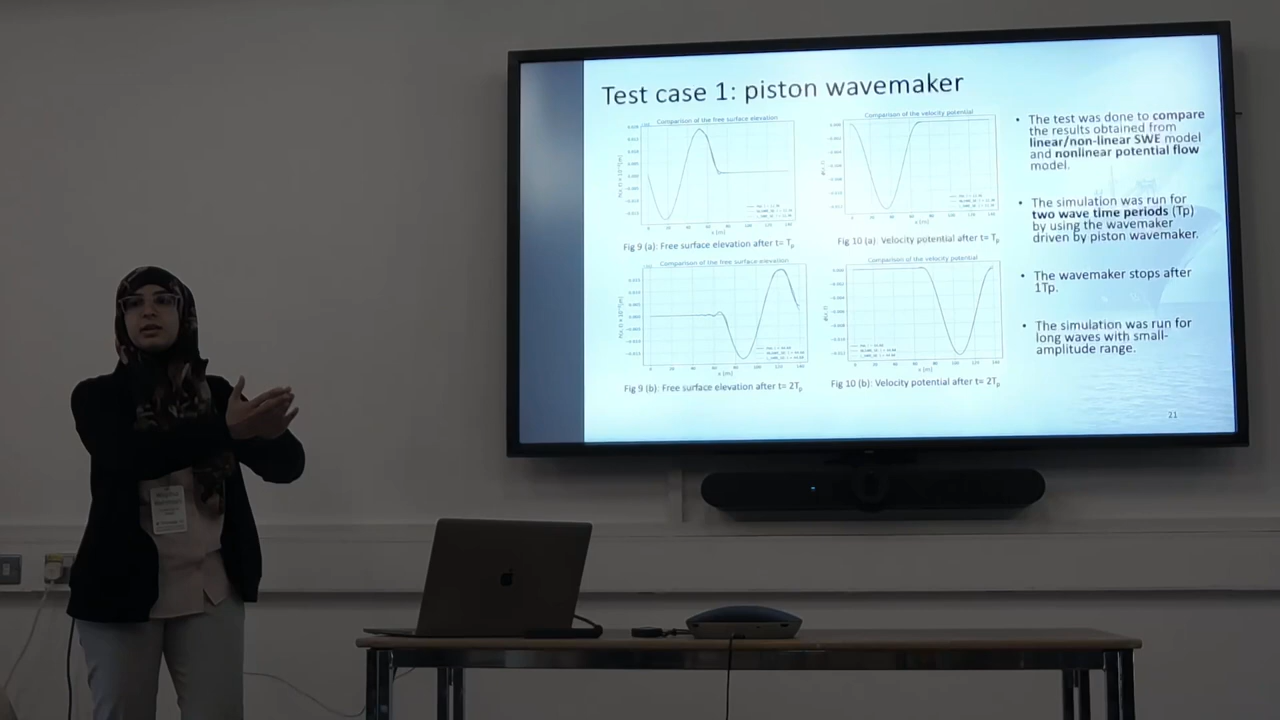 Test case 1: piston wavemaker
Comparison of the free surface elevation
x [m]
Fig 9 (a): Free surface elevation after t= Tp
Comparison of the velocity potential
x [m]
Fig 10 (a): Velocity potential after t= Tp
Comparison of the free surface elevation
x [m]
Fig 9 (b): Free surface elevation after t= 2Tp
Comparison of the velocity potential
x [m]
Fig 10 (b): Velocity potential after t= 2Tp
• The test was done to compare
the results obtained from
linear/non-linear SWE model
and nonlinear potential flow
model.
• The simulation was run for
two wave time periods (Tp)
by using the wavemaker
driven by piston wavemaker.
• The wavemaker stops after
1Tp.
• The simulation was run for
long waves with small-
amplitude range.
21